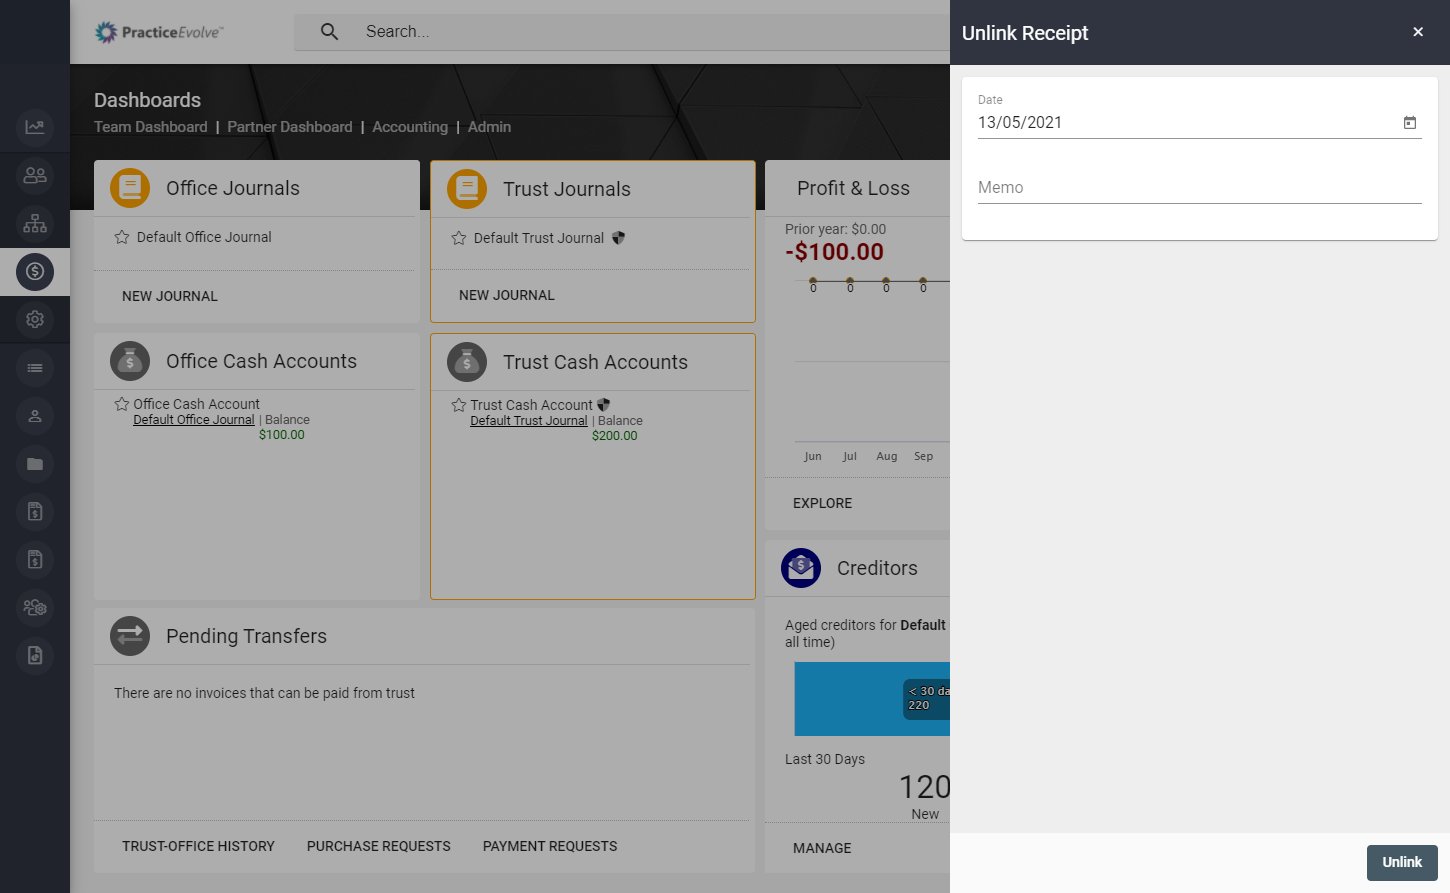 PracticeEvolve™
Search...
Dashboards
Team Dashboard | Partner Dashboard | Accounting | Admin
Office Journals
Default Office Journal
NEW JOURNAL
Trust Journals
Default Trust Journal
NEW JOURNAL
Profit & Loss
Prior year: $0.00
-$100.00
0 0 0 0
Jun Jul Aug Sep
EXPLORE
Office Cash Accounts
Office Cash Account
Default Office Journal | Balance
$100.00
Trust Cash Accounts
Trust Cash Account
Default Trust Journal | Balance
$200.00
Creditors
Aged creditors for Default
all time)
< 30 da
220
Last 30 Days
120
New
MANAGE
Pending Transfers
There are no invoices that can be paid from trust
TRUST-OFFICE HISTORY PURCHASE REQUESTS PAYMENT REQUESTS
Unlink Receipt
Date
13/05/2021
Memo
Unlink